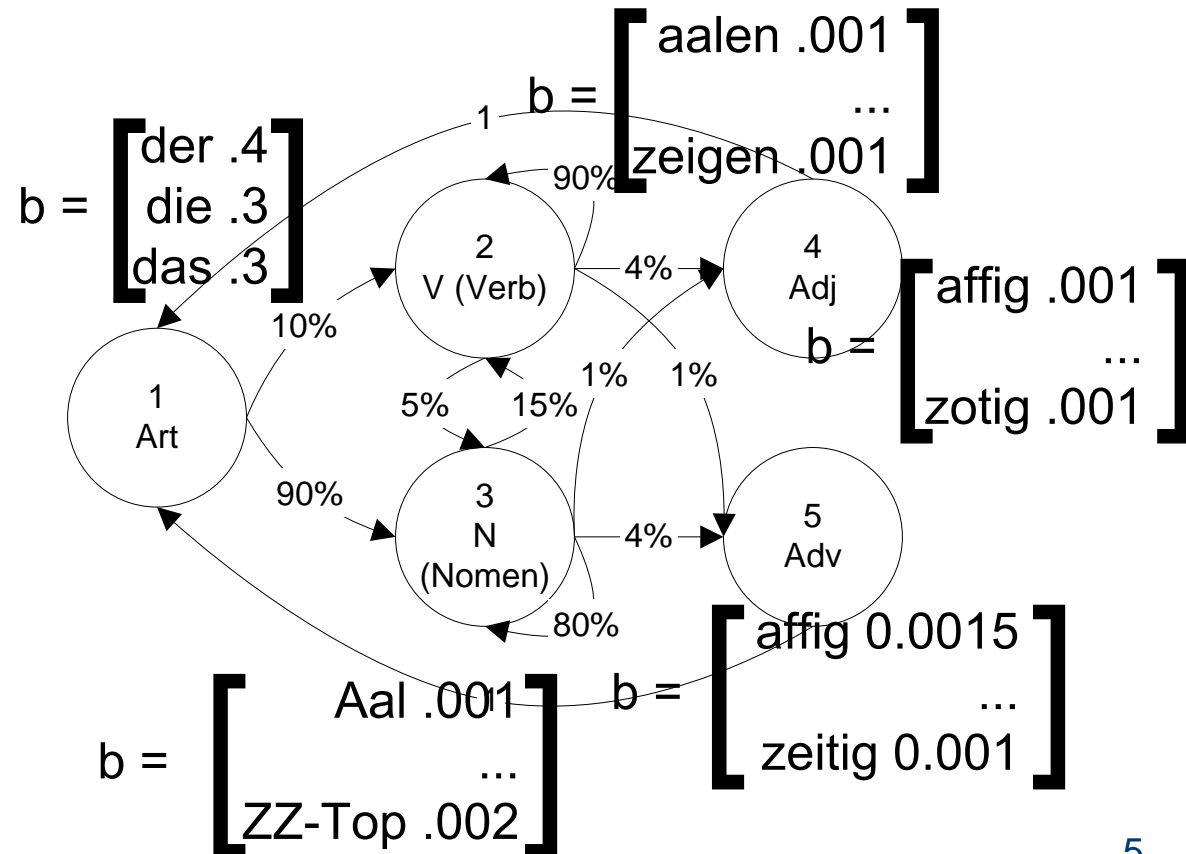 aalen .001
b =
...
zeigen .001
1
der .4
b =
die .3
das .3
90%
2
V (Verb)
4%
4
Adj
affig .001
b =
...
zotig .001
10%
1%
1%
5%
15%
1
Art
90%
3
N
(Nomen)
4%
5
Adv
80%
affig 0.0015
b =
...
zeitig 0.001
1
Aal .001
b =
...
ZZ-Top .002
5